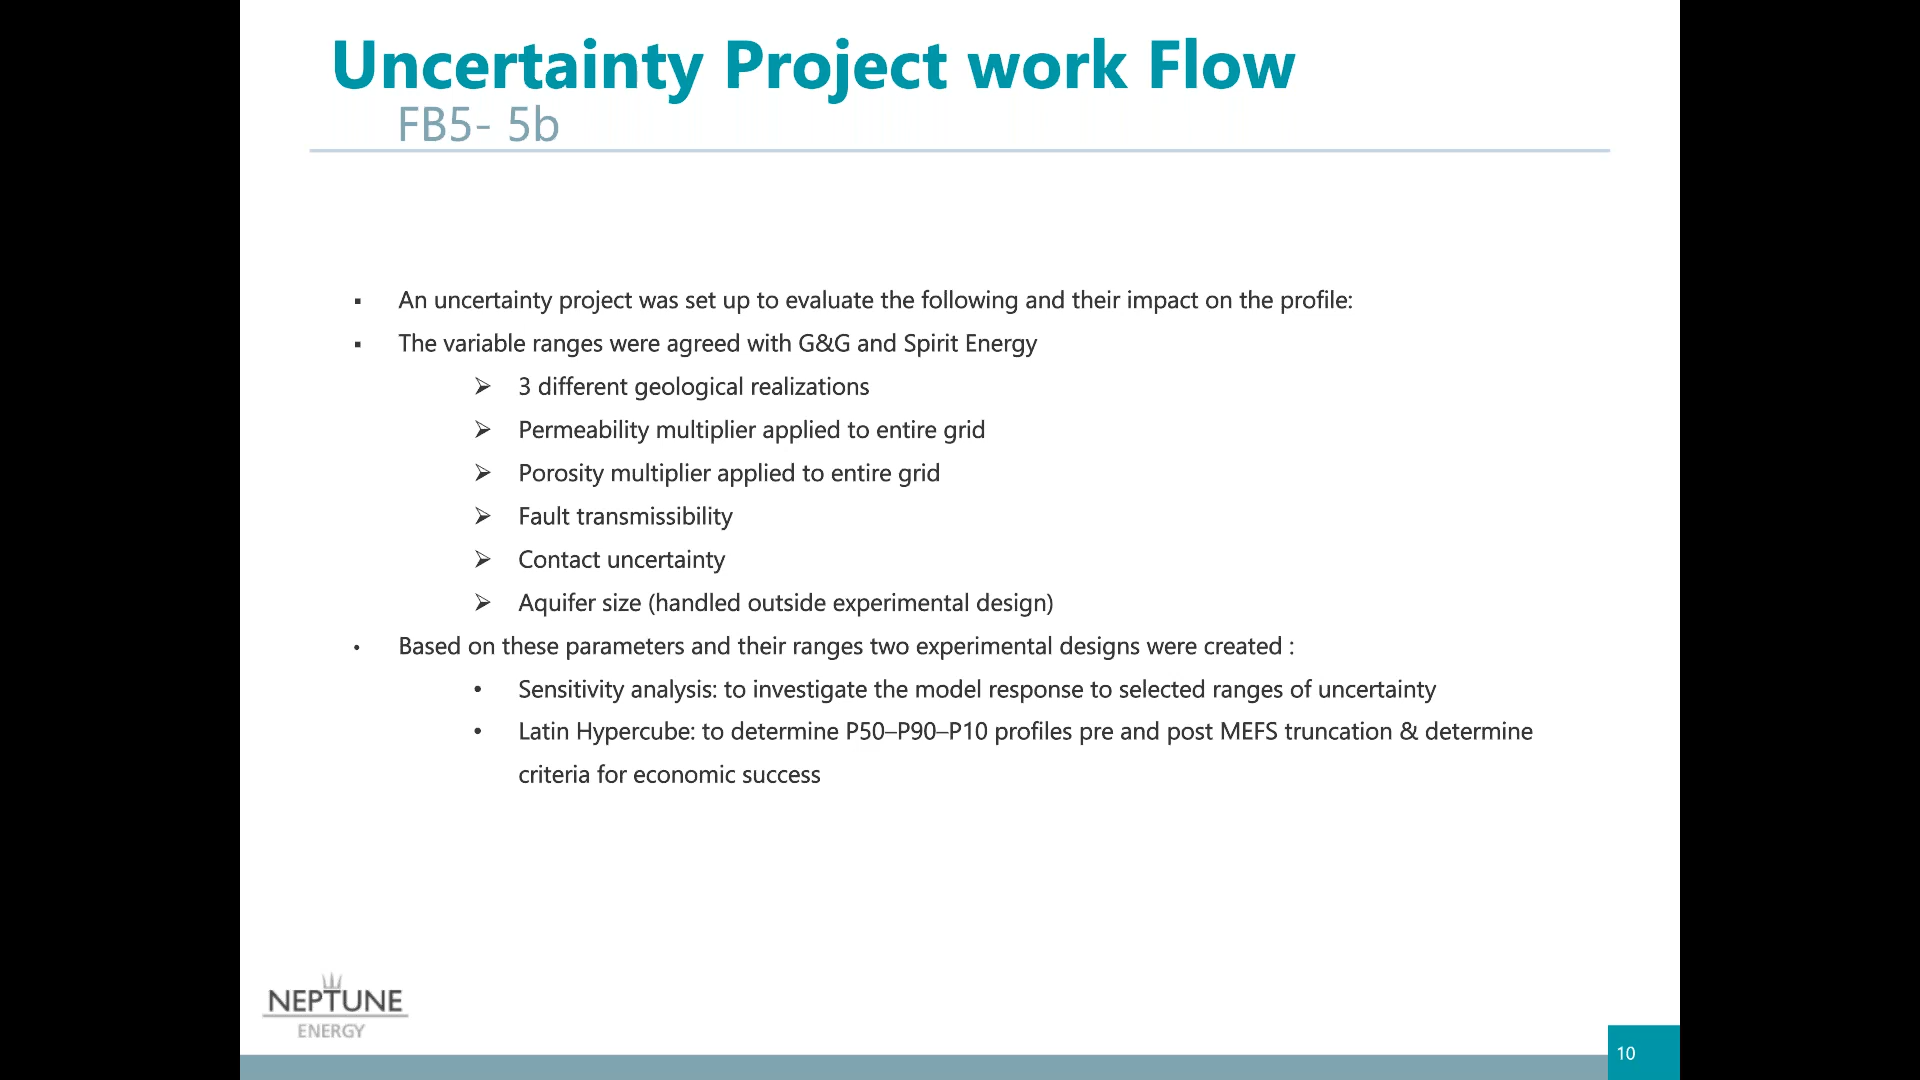 Uncertainty Project work Flow
FB5- 5b
▪ An uncertainty project was set up to evaluate the following and their impact on the profile:
▪ The variable ranges were agreed with G&G and Spirit Energy
➢ 3 different geological realizations
➢ Permeability multiplier applied to entire grid
➢ Porosity multiplier applied to entire grid
➢ Fault transmissibility
➢ Contact uncertainty
➢ Aquifer size (handled outside experimental design)
• Based on these parameters and their ranges two experimental designs were created :
• Sensitivity analysis: to investigate the model response to selected ranges of uncertainty
• Latin Hypercube: to determine P50–P90–P10 profiles pre and post MEFS truncation & determine
criteria for economic success
NEPTUNE
ENERGY
10